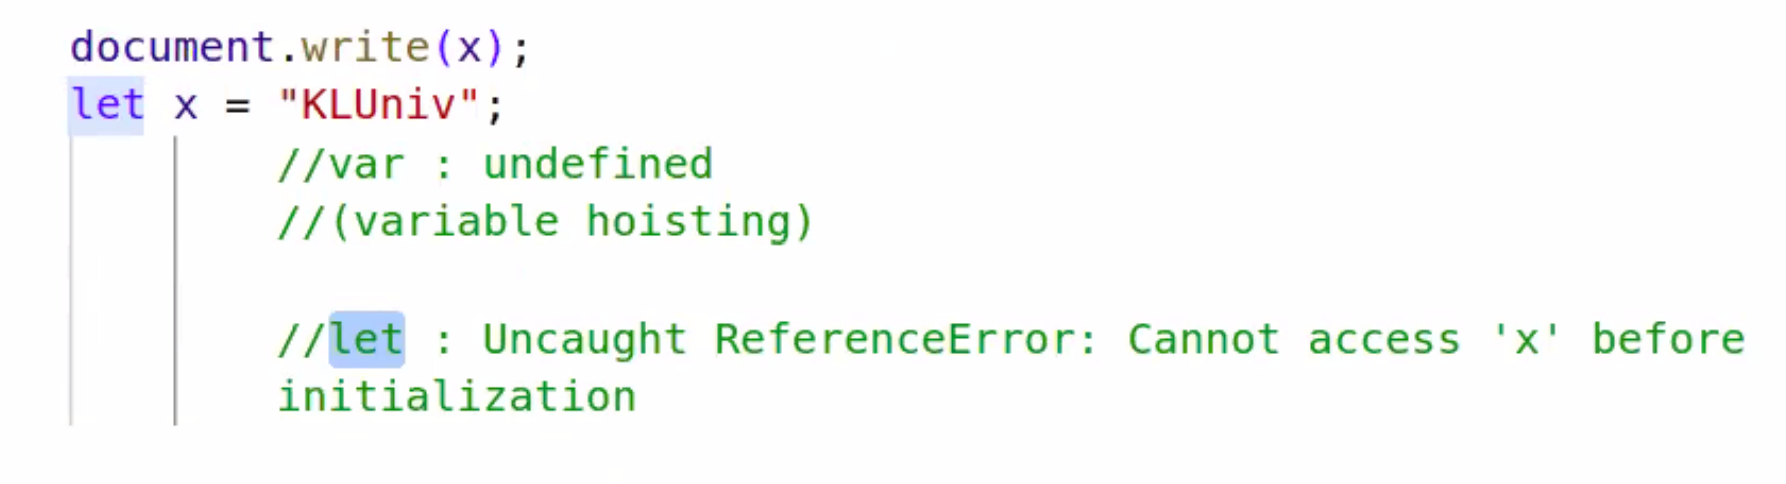 document.write(x);
let x = "KLUniv";
//var : undefined
//(variable hoisting)
//let : Uncaught ReferenceError: Cannot access 'x' before
initialization